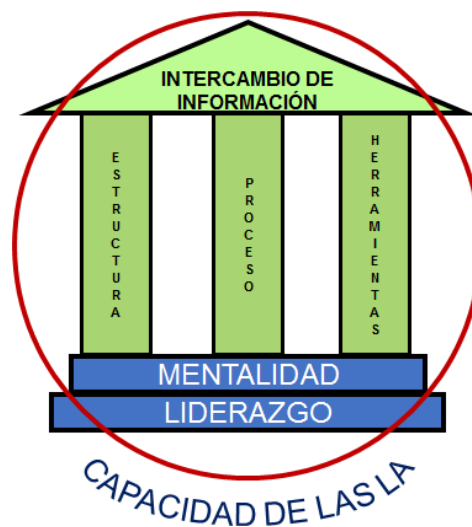 INTERCAMBIO DE
INFORMACIÓN
ESTRUCTURA
PROCESO
HERRAMIENTAS
MENTALIDAD
LIDERAZGO
CAPACIDAD DE LAS LA